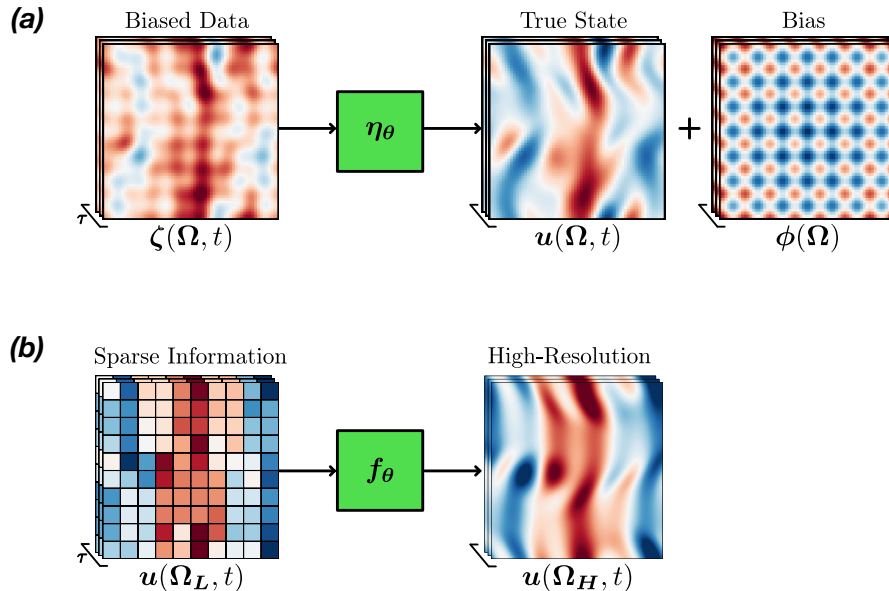 (a)
Biased Data
True State
Bias
η_θ
+
τ
ζ(Ω, t)
u(Ω, t)
ϕ(Ω)
(b)
Sparse Information
High-Resolution
f_θ
τ
u(Ω_L, t)
u(Ω_H, t)